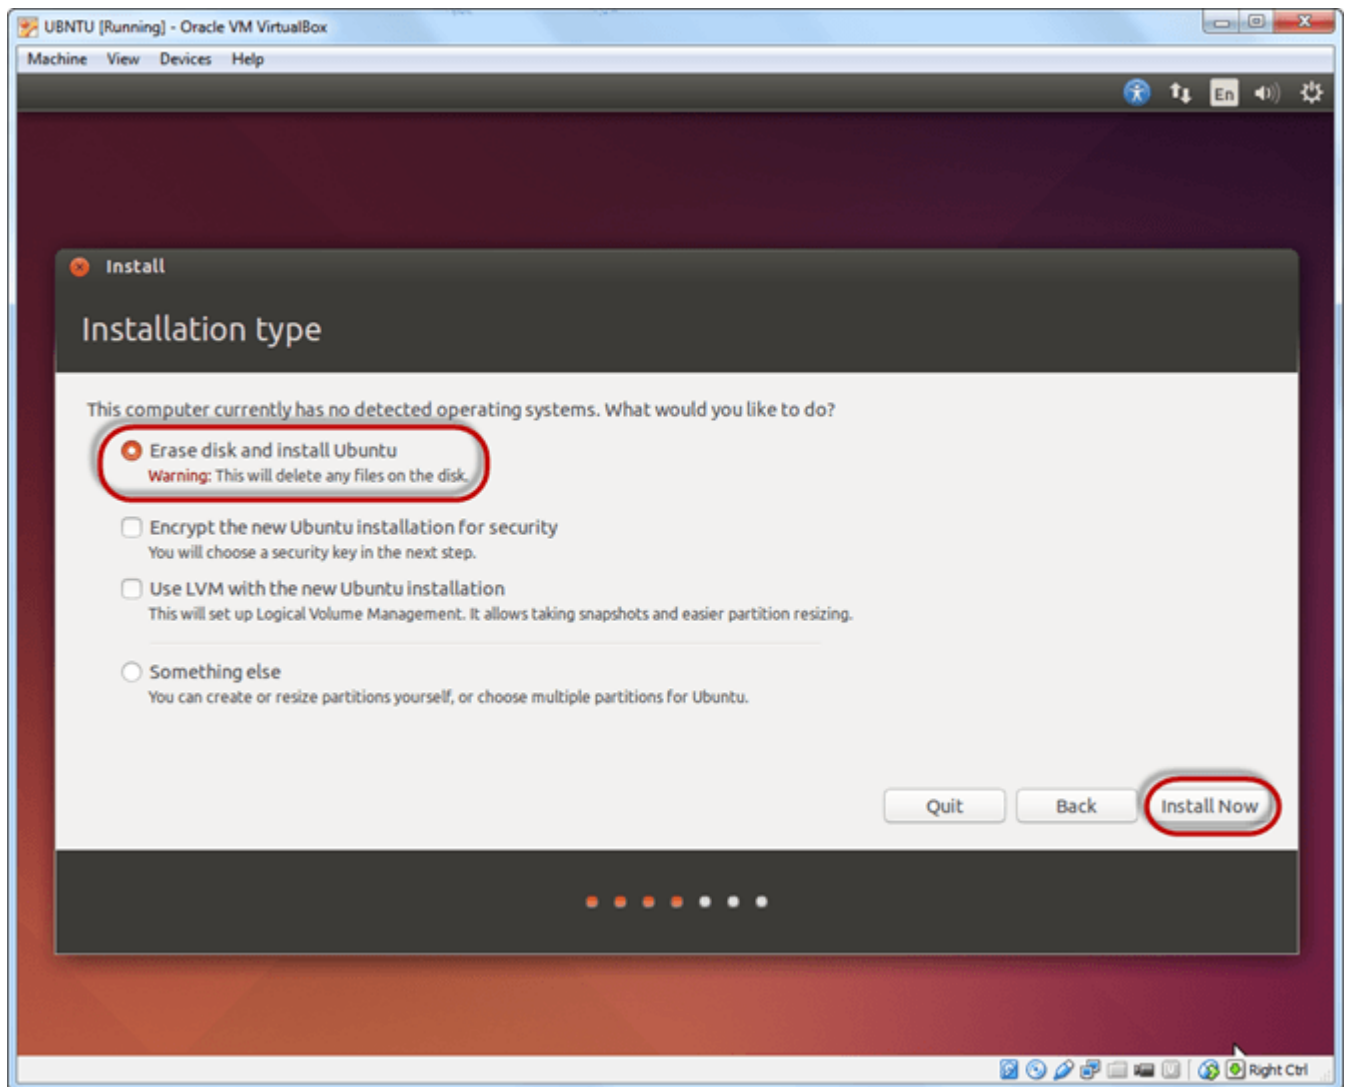 UBNTU [Running] - Oracle VM VirtualBox
Machine View Devices Help
En
Install
Installation type
This computer currently has no detected operating systems. What would you like to do?
Erase disk and install Ubuntu
Warning: This will delete any files on the disk.
Encrypt the new Ubuntu installation for security
You will choose a security key in the next step.
Use LVM with the new Ubuntu installation
This will set up Logical Volume Management. It allows taking snapshots and easier partition resizing.
Something else
You can create or resize partitions yourself, or choose multiple partitions for Ubuntu.
Quit Back Install Now
Right Ctrl